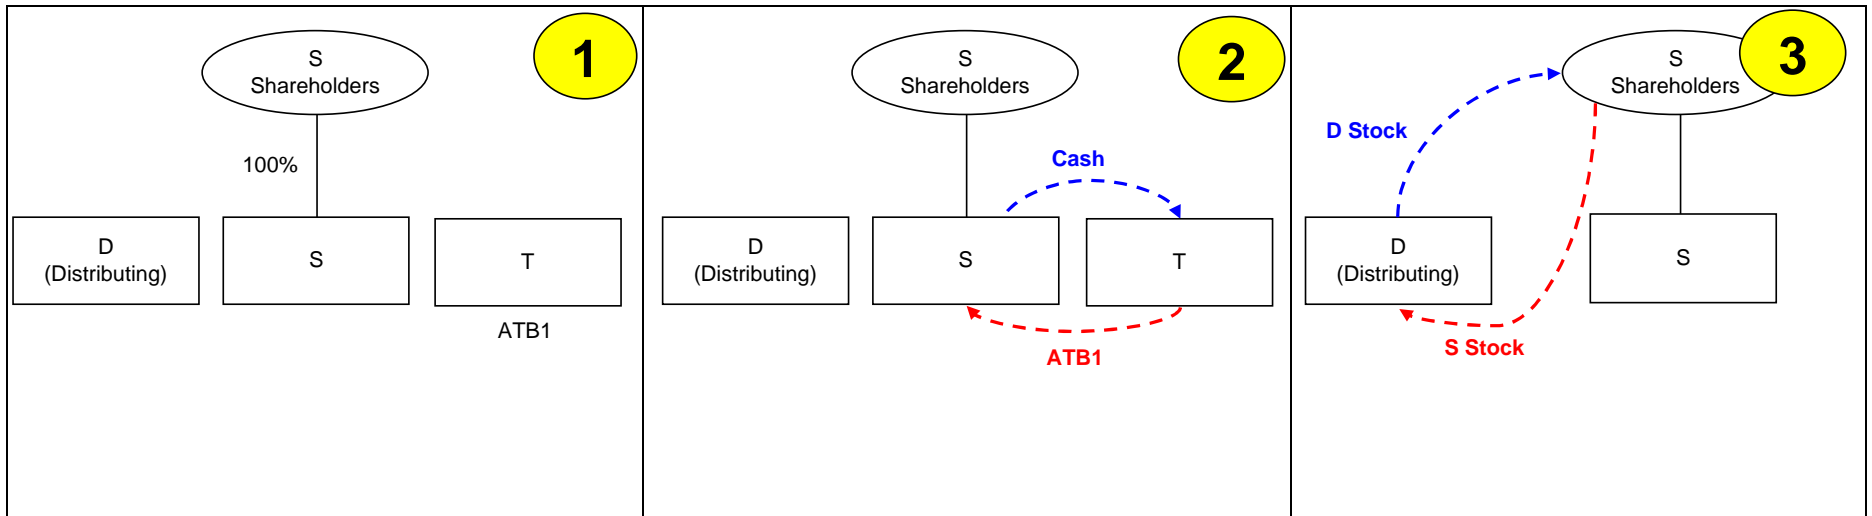 1
S
Shareholders
100%
D
(Distributing)
S
T
ATB1
2
S
Shareholders
Cash
D
(Distributing)
S
T
ATB1
3
S
Shareholders
D Stock
D
(Distributing)
S
S Stock